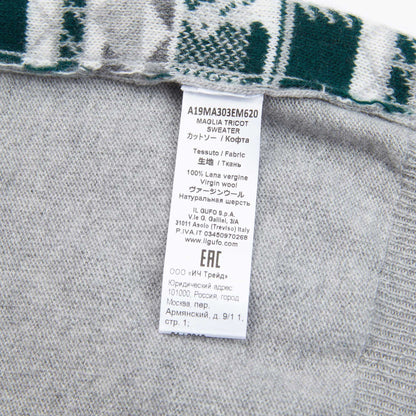 A19MA303EM620
MAGLIA TRICOT
SWEATER
カットソー / Кофта
Tessuto / Fabric
生地 / Ткань
100% Lana vergine
Virgin wool
ヴァージンウール
Натуральная шерсть
IL GUFO S.p.A.
V.le G. Galilei, 3/A
31011 Asolo (Treviso) Italy
P.IVA.IT 03450970268
www.ilgufo.com
EAC
ООО «ИЧ Трейд»
Юридический адрес:
101000, Россия, город
Москва, пер.
Армянский, д. 9/1 1,
стр. 1;